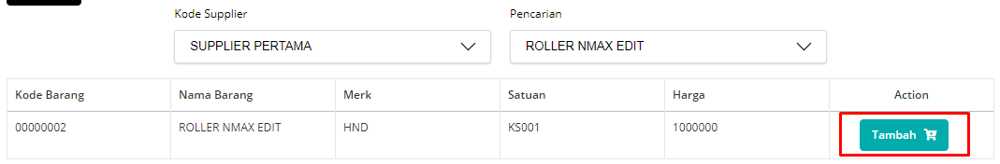 Kode Supplier Pencarian
SUPPLIER PERTAMA ROLLER NMAX EDIT
Kode Barang Nama Barang Merk Satuan Harga Action
00000002 ROLLER NMAX EDIT HND KS001 1000000 Tambah